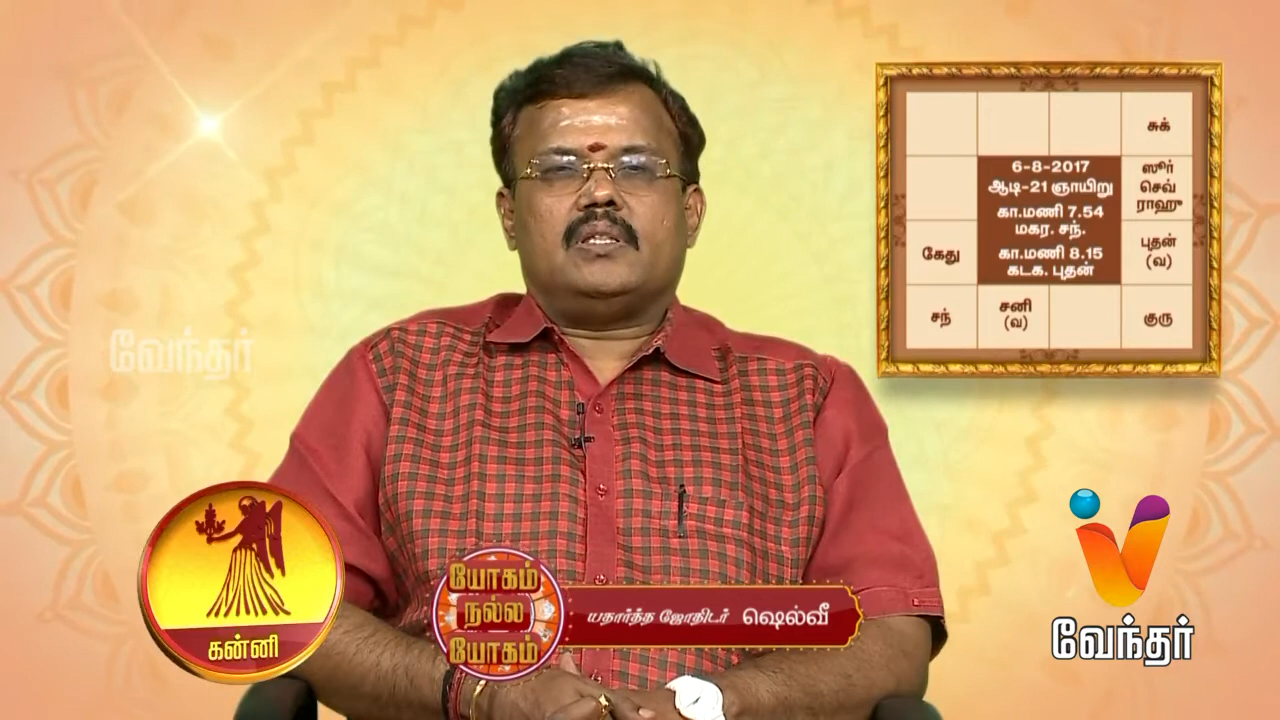 சுக்
6-8-2017
ஆடி-21 ஞாயிறு
கா.மணி 7.54
மகர. சந்.
கா.மணி 8.15
கடக. புதன்
ஸூர்
செவ்
ராஹு
கேது
புதன்
(வ)
சந்
சனி
(வ)
குரு
வேந்தர்
கன்னி
யோகம்
நல்ல
யோகம்
யதார்த்த ஜோதிடர் ஷெல்வீ
வேந்தர்